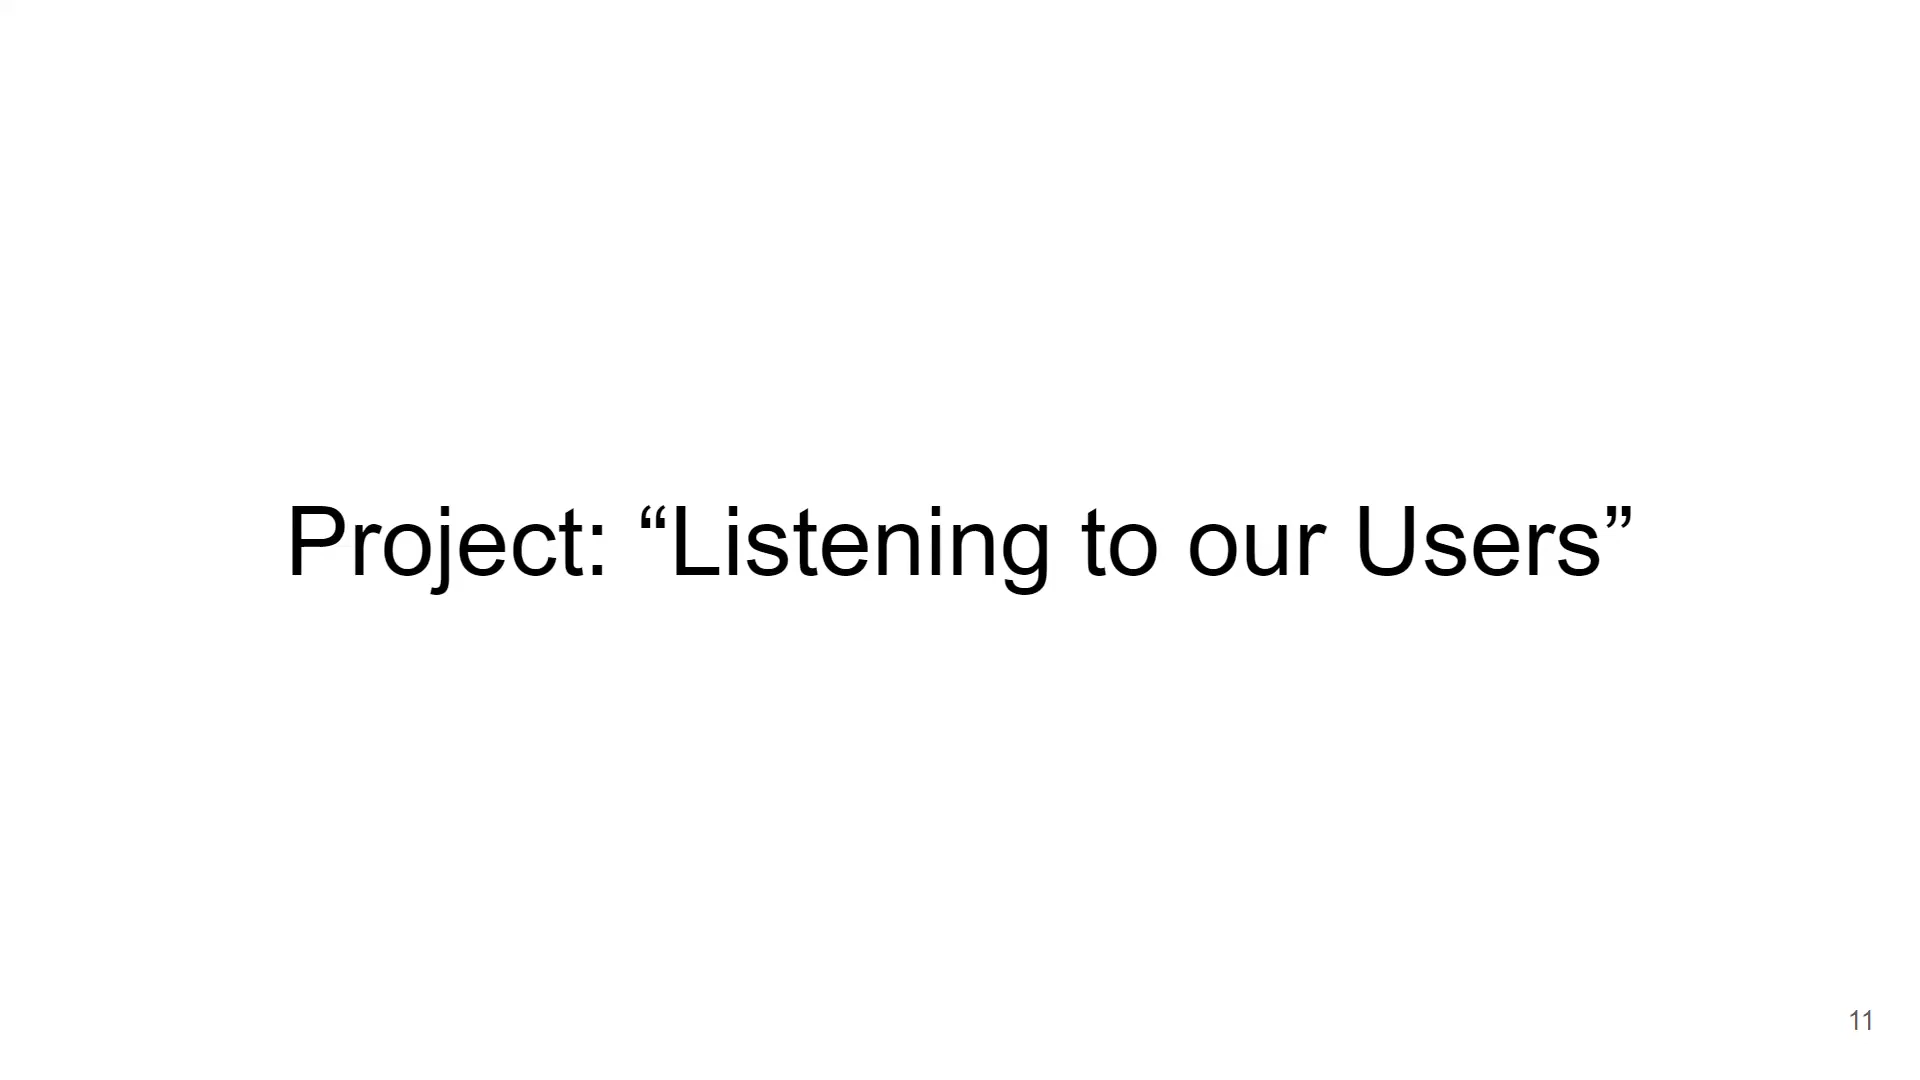 Project: “Listening to our Users”
11